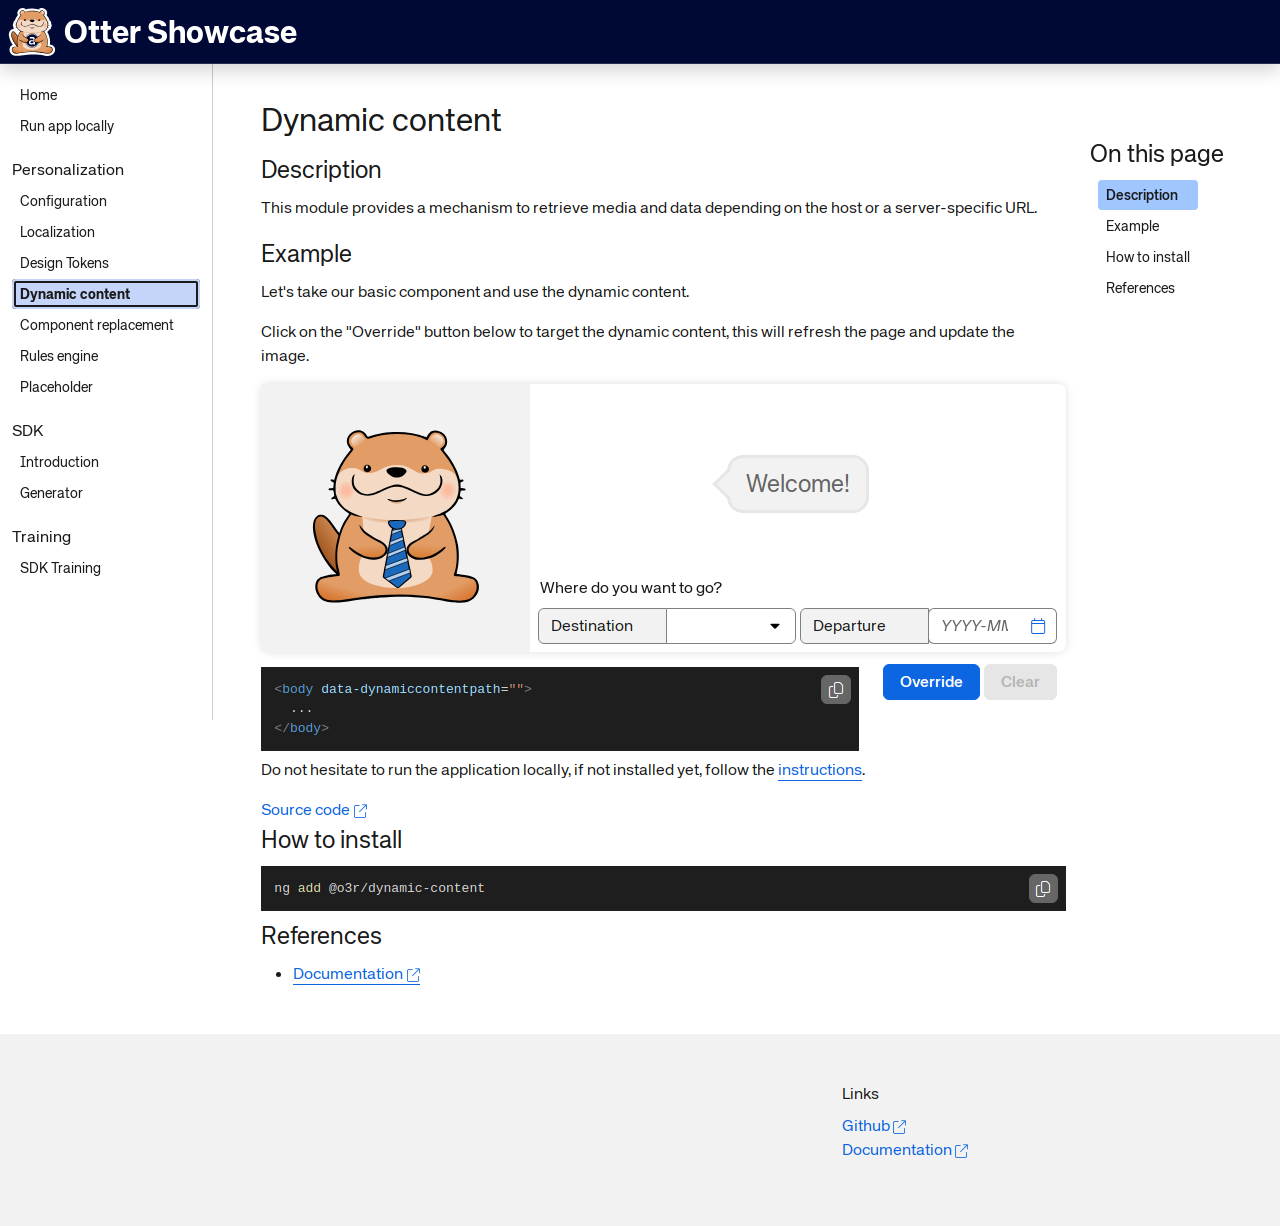 Otter Showcase
Home
Run app locally
Personalization
Configuration
Localization
Design Tokens
Dynamic content
Component replacement
Rules engine
Placeholder
SDK
Introduction
Generator
Training
SDK Training
Dynamic content
Description
This module provides a mechanism to retrieve media and data depending on the host or a server-specific URL.
Example
Let's take our basic component and use the dynamic content.
Click on the "Override" button below to target the dynamic content, this will refresh the page and update the
image.
Welcome!
Where do you want to go?
Destination
Departure
YYYY-MM
<body data-dynamiccontentpath="">
...
</body>
Override
Clear
Do not hesitate to run the application locally, if not installed yet, follow the instructions.
Source code
How to install
ng add @o3r/dynamic-content
References
Documentation
On this page
Description
Example
How to install
References
Links
Github
Documentation